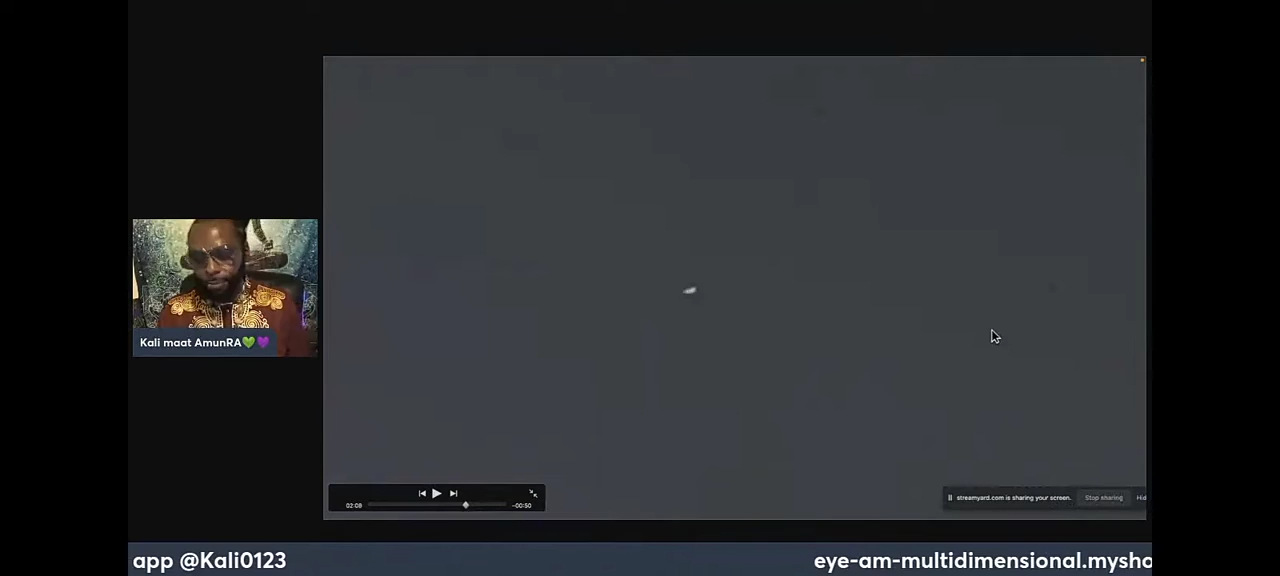 Kali maat AmunRA💚💜
02:08
-00:50
streamyard.com is sharing your screen.
Stop sharing
Hid
app @Kali0123
eye-am-multidimensional.mysho